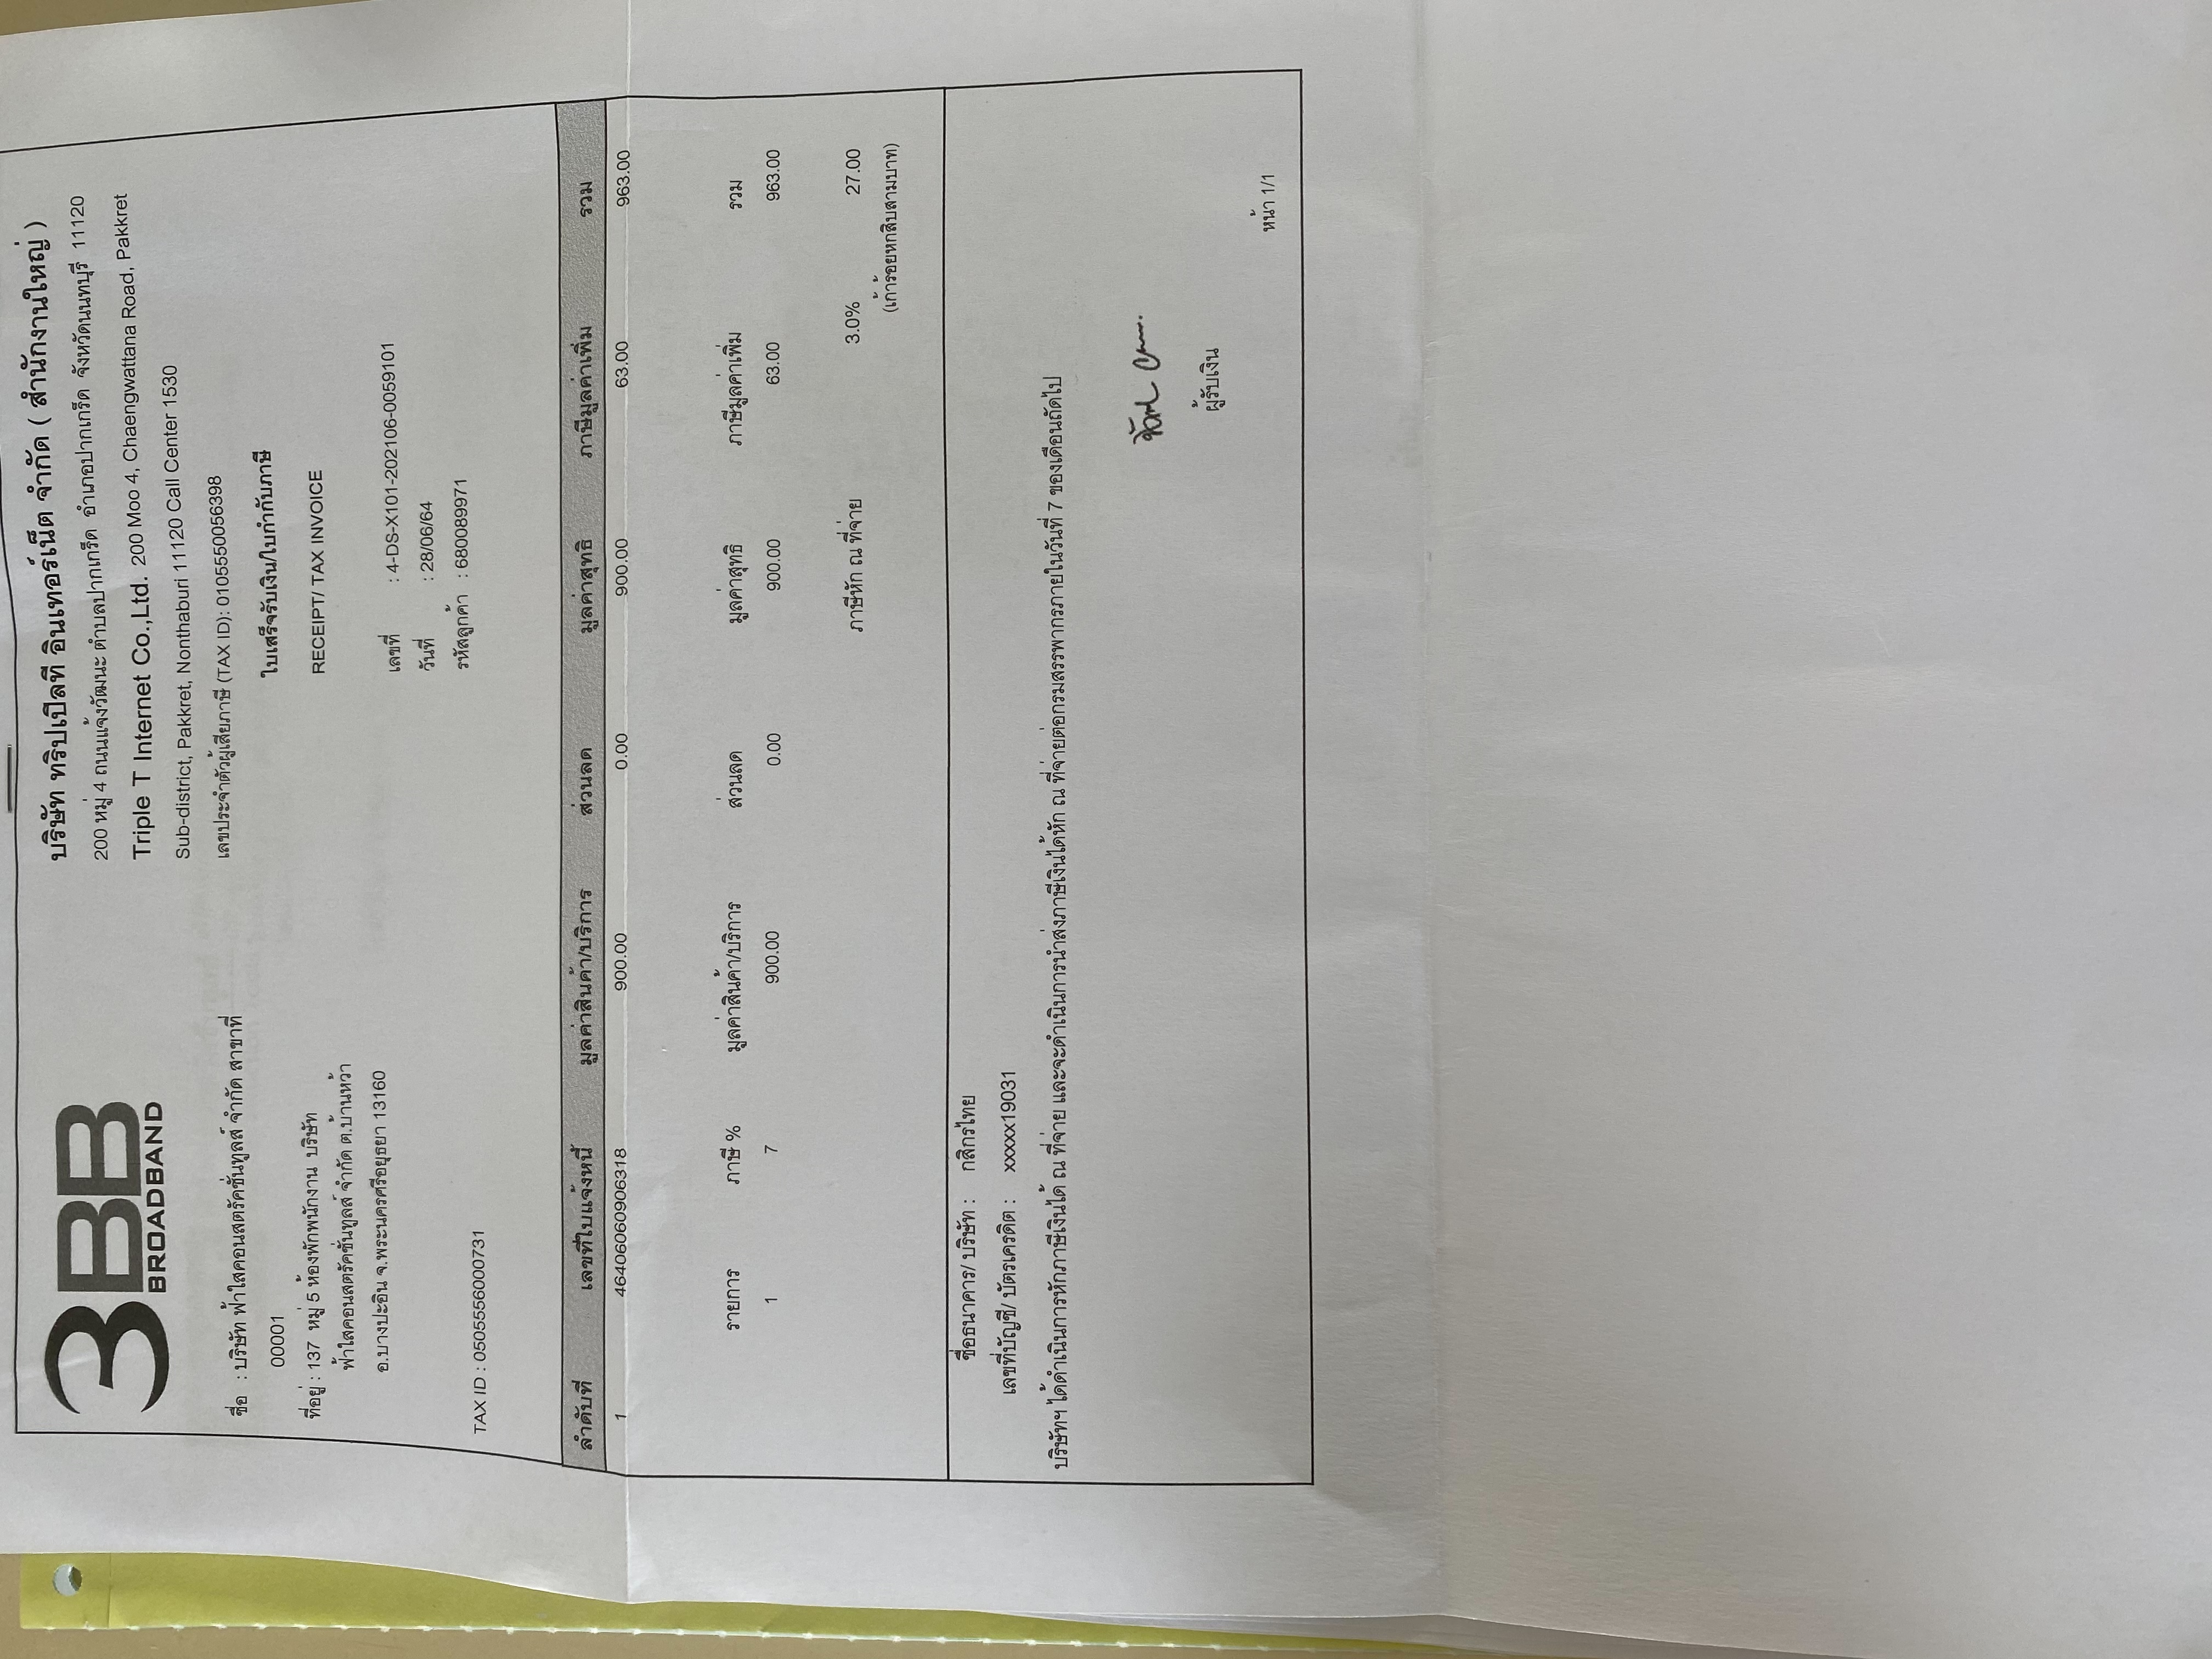 3BB
BROADBAND
บริษัท ทริปเปิลที อินเทอร์เน็ต จำกัด ( สำนักงานใหญ่ )
200 หมู่ 4 ถนนแจ้งวัฒนะ ตำบลปากเกร็ด อำเภอปากเกร็ด จังหวัดนนทบุรี 11120
Triple T Internet Co.,Ltd. 200 Moo 4, Chaengwattana Road, Pakkret
Sub-district, Pakkret, Nonthaburi 11120 Call Center 1530
เลขประจำตัวผู้เสียภาษี (TAX ID): 0105550056398
ชื่อ : บริษัท ฟ้าใสคอนสตรัคชั่นทูลส์ จำกัด สาขาที่
00001
ที่อยู่ : 137 หมู่ 5 ห้องพักพนักงาน บริษัท
ฟ้าใสคอนสตรัคชั่นทูลส์ จำกัด ต.บ้านหว้า
อ.บางปะอิน จ.พระนครศรีอยุธยา 13160
TAX ID : 0505556000731
ใบเสร็จรับเงิน/ใบกำกับภาษี
RECEIPT/ TAX INVOICE
เลขที่ : 4-DS-X101-202106-0059101
วันที่ : 28/06/64
รหัสลูกค้า : 680089971
ลำดับที่ เลขที่ใบแจ้งหนี้ มูลค่าสินค้า/บริการ ส่วนลด มูลค่าสุทธิ ภาษีมูลค่าเพิ่ม รวม
1 46406060906318 900.00 0.00 900.00 63.00 963.00
รายการ ภาษี % มูลค่าสินค้า/บริการ ส่วนลด มูลค่าสุทธิ ภาษีมูลค่าเพิ่ม รวม
1 7 900.00 0.00 900.00 63.00 963.00
ภาษีหัก ณ ที่จ่าย 3.0% 27.00
(เก้าร้อยหกสิบสามบาท)
ชื่อธนาคาร/ บริษัท : กสิกรไทย
เลขที่บัญชี/ บัตรเครดิต : xxxxx19031
บริษัทฯ ได้ดำเนินการหักภาษีเงินได้ ณ ที่จ่าย และจะดำเนินการนำส่งภาษีเงินได้หัก ณ ที่จ่ายต่อกรมสรรพากรภายในวันที่ 7 ของเดือนถัดไป
ผู้รับเงิน
หน้า 1/1